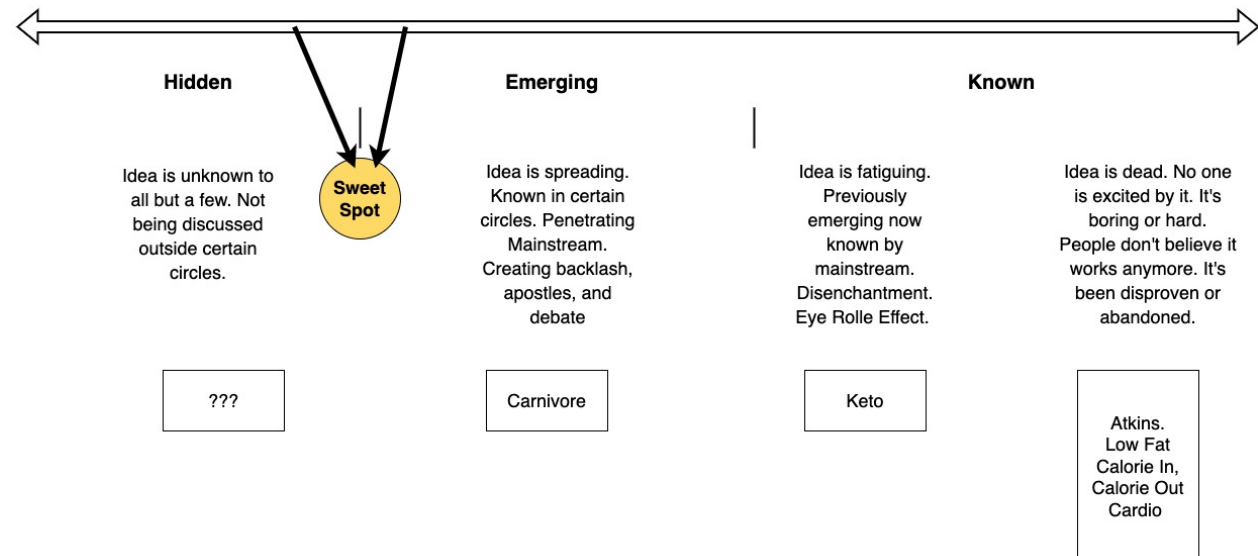 Hidden
Emerging
Known
Idea is unknown to
all but a few. Not
being discussed
outside certain
circles.
Sweet
Spot
Idea is spreading.
Known in certain
circles. Penetrating
Mainstream.
Creating backlash,
apostles, and
debate
Idea is fatiguing.
Previously
emerging now
known by
mainstream.
Disenchantment.
Eye Rolle Effect.
Idea is dead. No one
is excited by it. It's
boring or hard.
People don't believe it
works anymore. It's
been disproven or
abandoned.
???
Carnivore
Keto
Atkins.
Low Fat
Calorie In,
Calorie Out
Cardio